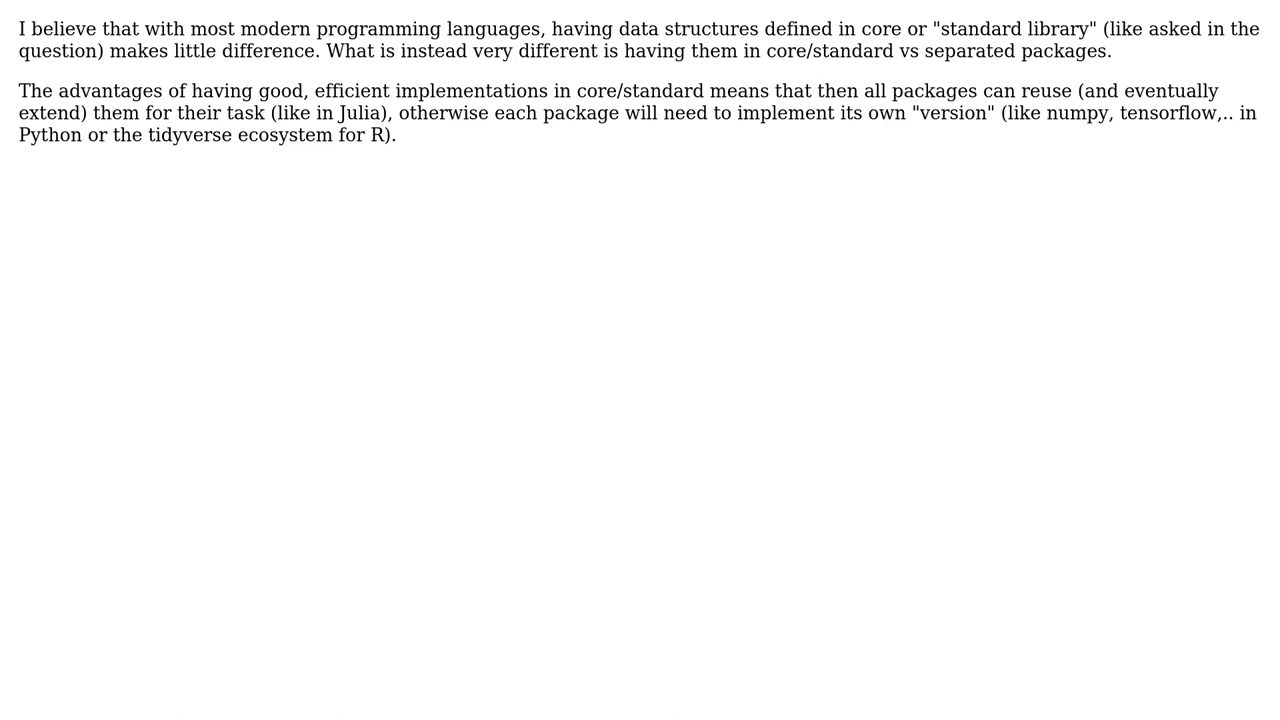 I believe that with most modern programming languages, having data structures defined in core or "standard library" (like asked in the
question) makes little difference. What is instead very different is having them in core/standard vs separated packages.
The advantages of having good, efficient implementations in core/standard means that then all packages can reuse (and eventually
extend) them for their task (like in Julia), otherwise each package will need to implement its own "version" (like numpy, tensorflow,.. in
Python or the tidyverse ecosystem for R).